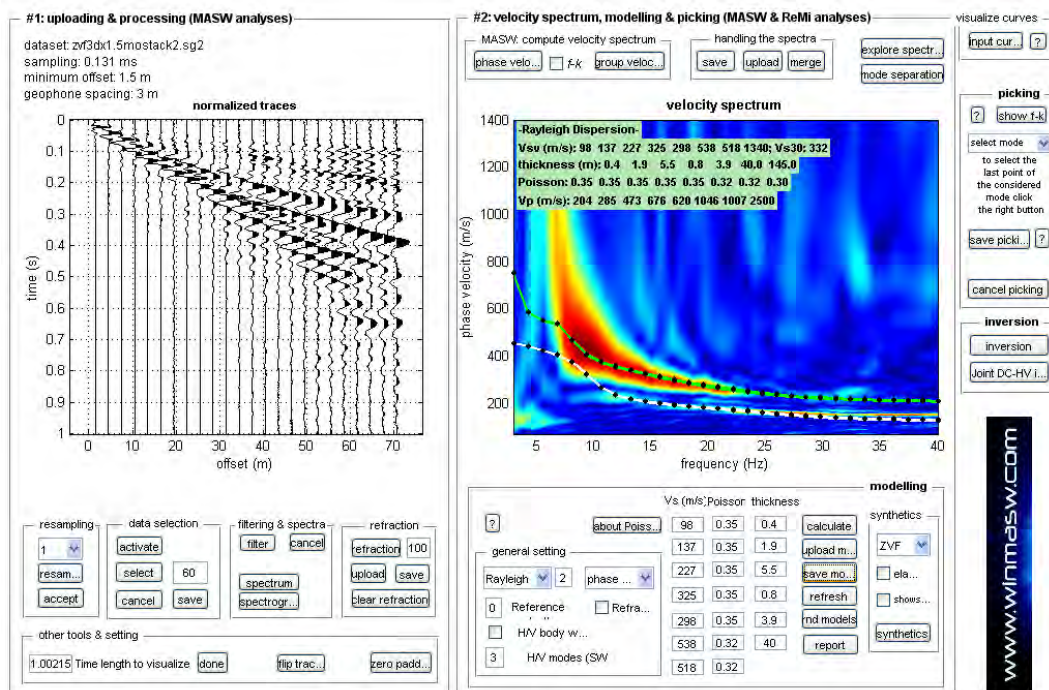 #1: uploading & processing (MASW analyses)
dataset: zvf3dx1.5mostack2.sg2
sampling: 0.131 ms
minimum offset: 1.5 m
geophone spacing: 3 m
normalized traces
0
0.1
0.2
0.3
0.4
0.5
0.6
0.7
0.8
0.9
1
time (s)
0 10 20 30 40 50 60 70
offset (m)
resampling
1
resam...
accept
data selection
activate
select 60
cancel save
filtering & spectra
filter cancel
spectrum
spectrogr...
refraction
refraction 100
upload save
clear refraction
other tools & setting
1.00215 Time length to visualize done flip trac... zero padd...
#2: velocity spectrum, modelling & picking (MASW & ReMi analyses)
MASW: compute velocity spectrum
phase velo... f-k group veloc...
handling the spectra
save upload merge
explore spectr...
mode separation
velocity spectrum
-Rayleigh Dispersion-
Vsv (m/s): 98 137 227 325 298 538 518 1340; Vs30: 332
thickness (m): 0.4 1.9 5.5 0.8 3.9 40.0 145.0
Poisson: 0.35 0.35 0.35 0.35 0.35 0.32 0.32 0.30
Vp (m/s): 204 285 473 676 620 1046 1007 2500
1400
1200
1000
800
600
400
200
phase velocity (m/s)
5 10 15 20 25 30 35 40
frequency (Hz)
modelling
?
about Poiss...
general setting
Rayleigh 2 phase ...
0 Reference
Refra...
H/V body w...
3 H/V modes (SW
Vs (m/s) Poisson thickness
98 0.35 0.4
137 0.35 1.9
227 0.35 5.5
325 0.35 0.8
298 0.35 3.9
538 0.32 40
518 0.32
calculate
upload m...
save mo...
refresh
rnd models
report
synthetics
ZVF
ela...
shows...
synthetics
visualize curves
input cur... ?
picking
? show f-k
select mode
to select the
last point of
the considered
mode click
the right button
save picki... ?
cancel picking
inversion
inversion
Joint DC-HV i...
www.winmasw.com